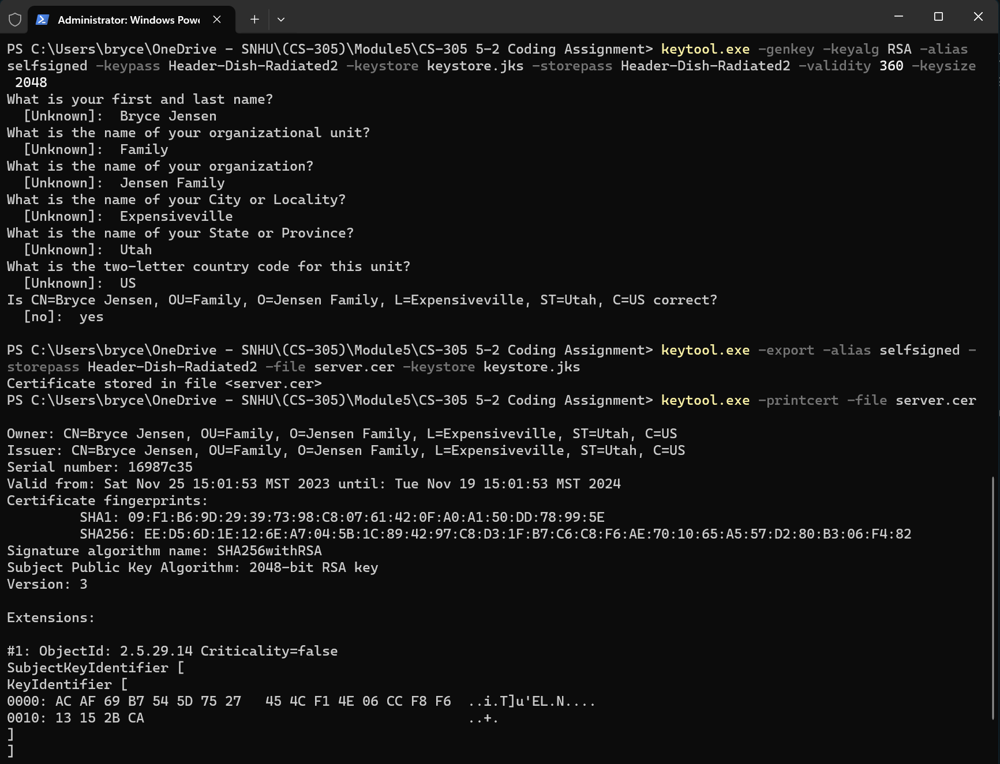 Administrator: Windows Powe
PS C:\Users\bryce\OneDrive - SNHU\(CS-305)\Module5\CS-305 5-2 Coding Assignment> keytool.exe -genkey -keyalg RSA -alias
selfsigned -keypass Header-Dish-Radiated2 -keystore keystore.jks -storepass Header-Dish-Radiated2 -validity 360 -keysize
 2048
What is your first and last name?
  [Unknown]:  Bryce Jensen
What is the name of your organizational unit?
  [Unknown]:  Family
What is the name of your organization?
  [Unknown]:  Jensen Family
What is the name of your City or Locality?
  [Unknown]:  Expensiveville
What is the name of your State or Province?
  [Unknown]:  Utah
What is the two-letter country code for this unit?
  [Unknown]:  US
Is CN=Bryce Jensen, OU=Family, O=Jensen Family, L=Expensiveville, ST=Utah, C=US correct?
  [no]:  yes

PS C:\Users\bryce\OneDrive - SNHU\(CS-305)\Module5\CS-305 5-2 Coding Assignment> keytool.exe -export -alias selfsigned -
storepass Header-Dish-Radiated2 -file server.cer -keystore keystore.jks
Certificate stored in file <server.cer>
PS C:\Users\bryce\OneDrive - SNHU\(CS-305)\Module5\CS-305 5-2 Coding Assignment> keytool.exe -printcert -file server.cer

Owner: CN=Bryce Jensen, OU=Family, O=Jensen Family, L=Expensiveville, ST=Utah, C=US
Issuer: CN=Bryce Jensen, OU=Family, O=Jensen Family, L=Expensiveville, ST=Utah, C=US
Serial number: 16987c35
Valid from: Sat Nov 25 15:01:53 MST 2023 until: Tue Nov 19 15:01:53 MST 2024
Certificate fingerprints:
         SHA1: 09:F1:B6:9D:29:39:73:98:C8:07:61:42:0F:A0:A1:50:DD:78:99:5E
         SHA256: EE:D5:6D:1E:12:6E:A7:04:5B:1C:89:42:97:C8:D3:1F:B7:C6:C8:F6:AE:70:10:65:A5:57:D2:80:B3:06:F4:82
Signature algorithm name: SHA256withRSA
Subject Public Key Algorithm: 2048-bit RSA key
Version: 3

Extensions:

#1: ObjectId: 2.5.29.14 Criticality=false
SubjectKeyIdentifier [
KeyIdentifier [
0000: AC AF 69 B7 54 5D 75 27   45 4C F1 4E 06 CC F8 F6  ..i.T]u'EL.N....
0010: 13 15 2B CA                                        ..+.
]
]